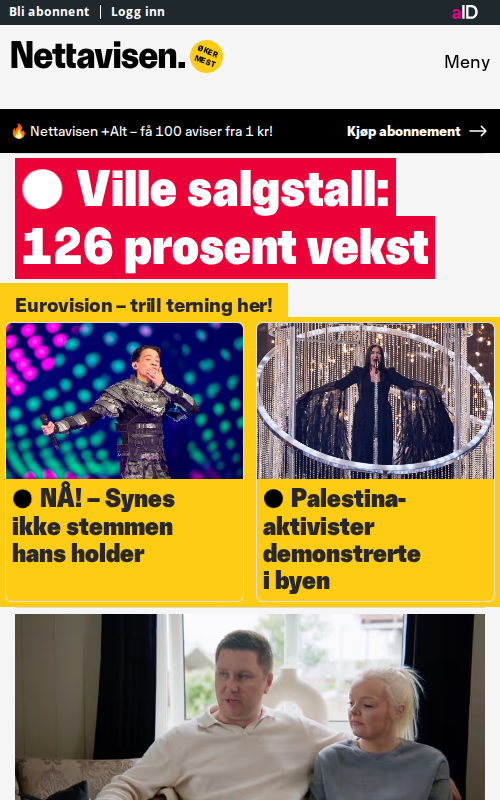 Bli abonnent | Logg inn
aID
Nettavisen.
ØKER
MEST
Meny
🔥 Nettavisen +Alt – få 100 aviser fra 1 kr!
Kjøp abonnement →
Ville salgstall:
126 prosent vekst
Eurovision – trill terning her!
NÅ! – Synes
ikke stemmen
hans holder
Palestina-
aktivister
demonstrerte
i byen